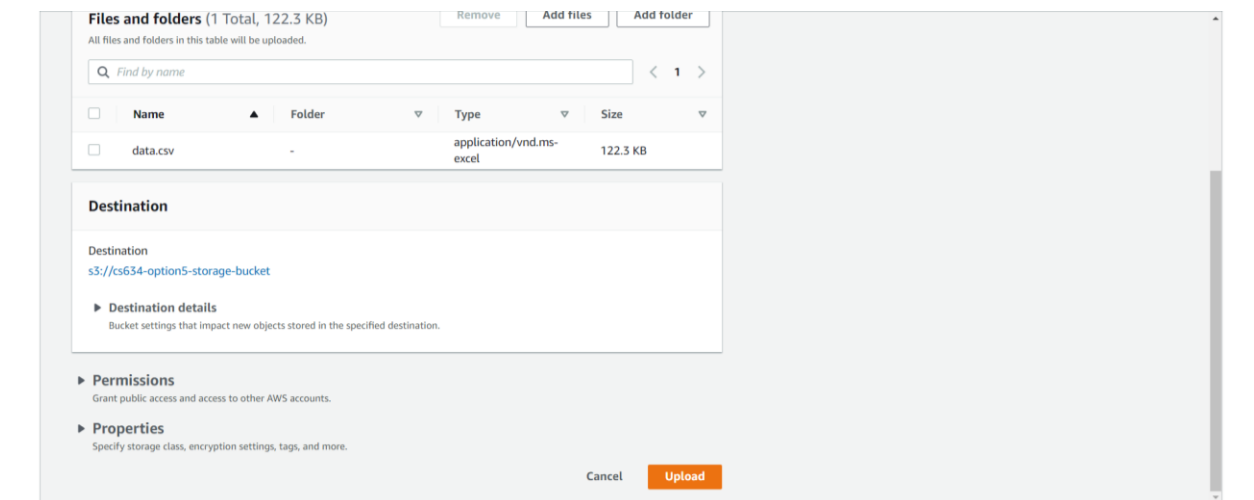 Files and folders (1 Total, 122.3 KB)
Remove
Add files
Add folder
All files and folders in this table will be uploaded.
Find by name
1
Name Folder Type Size
data.csv - application/vnd.ms-
excel 122.3 KB
Destination
Destination
s3://cs634-option5-storage-bucket
Destination details
Bucket settings that impact new objects stored in the specified destination.
Permissions
Grant public access and access to other AWS accounts.
Properties
Specify storage class, encryption settings, tags, and more.
Cancel
Upload